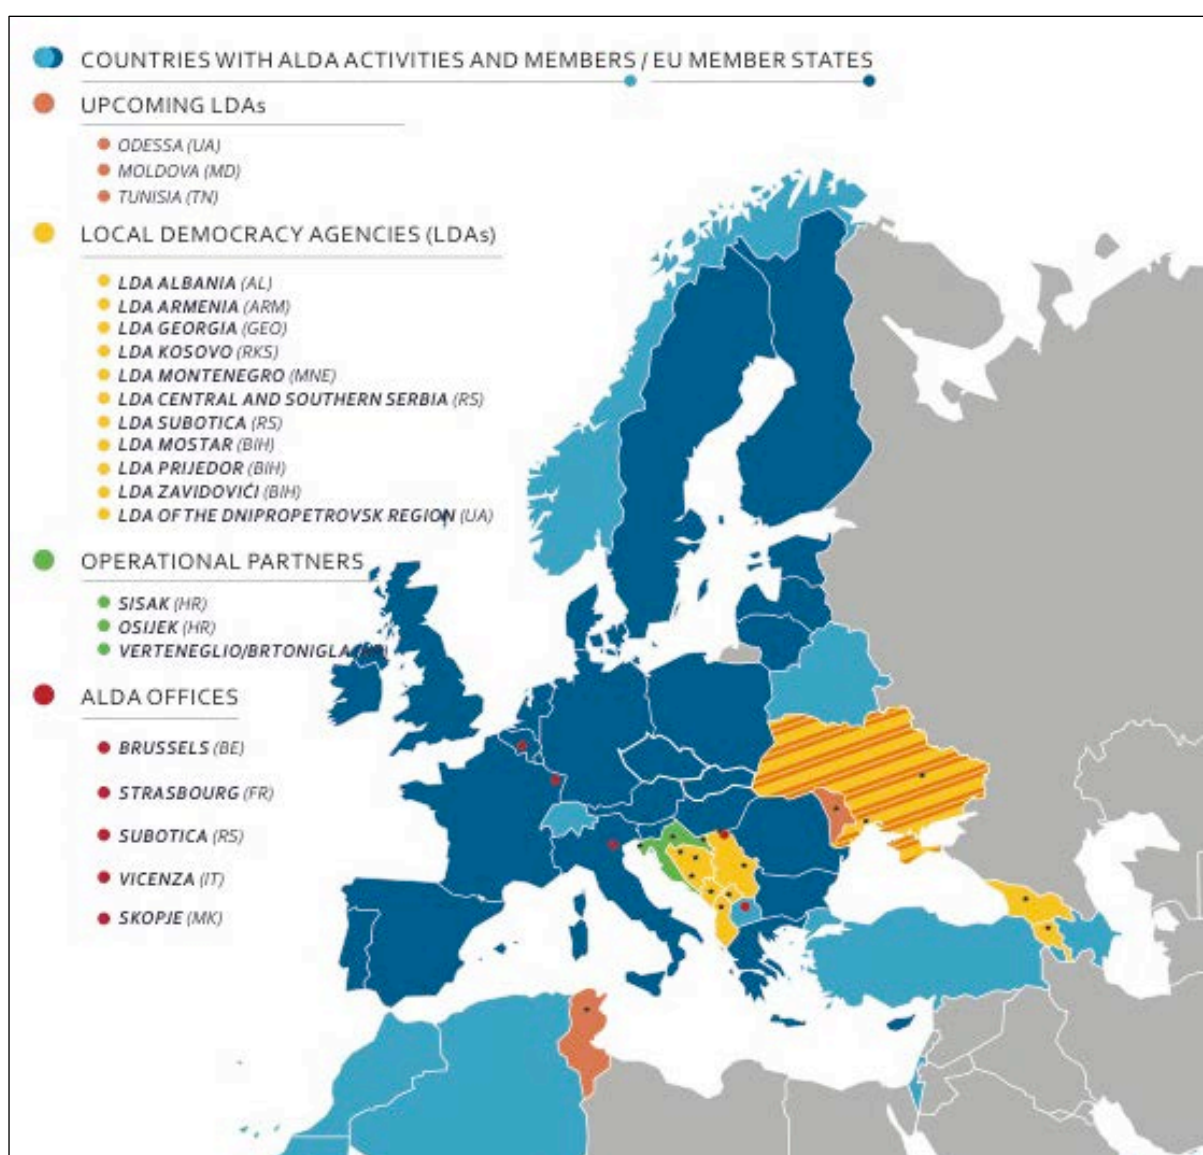 COUNTRIES WITH ALDA ACTIVITIES AND MEMBERS / EU MEMBER STATES
UPCOMING LDAs
ODESSA (UA)
MOLDOVA (MD)
TUNISIA (TN)
LOCAL DEMOCRACY AGENCIES (LDAs)
LDA ALBANIA (AL)
LDA ARMENIA (ARM)
LDA GEORGIA (GEO)
LDA KOSOVO (RKS)
LDA MONTENEGRO (MNE)
LDA CENTRAL AND SOUTHERN SERBIA (RS)
LDA SUBOTICA (RS)
LDA MOSTAR (BIH)
LDA PRIJEDOR (BIH)
LDA ZAVIDOVIĆI (BIH)
LDA OF THE DNIPROPETROVSK REGION (UA)
OPERATIONAL PARTNERS
SISAK (HR)
OSIJEK (HR)
VERTENEGLIO/BRTONIGLA
ALDA OFFICES
BRUSSELS (BE)
STRASBOURG (FR)
SUBOTICA (RS)
VICENZA (IT)
SKOPJE (MK)